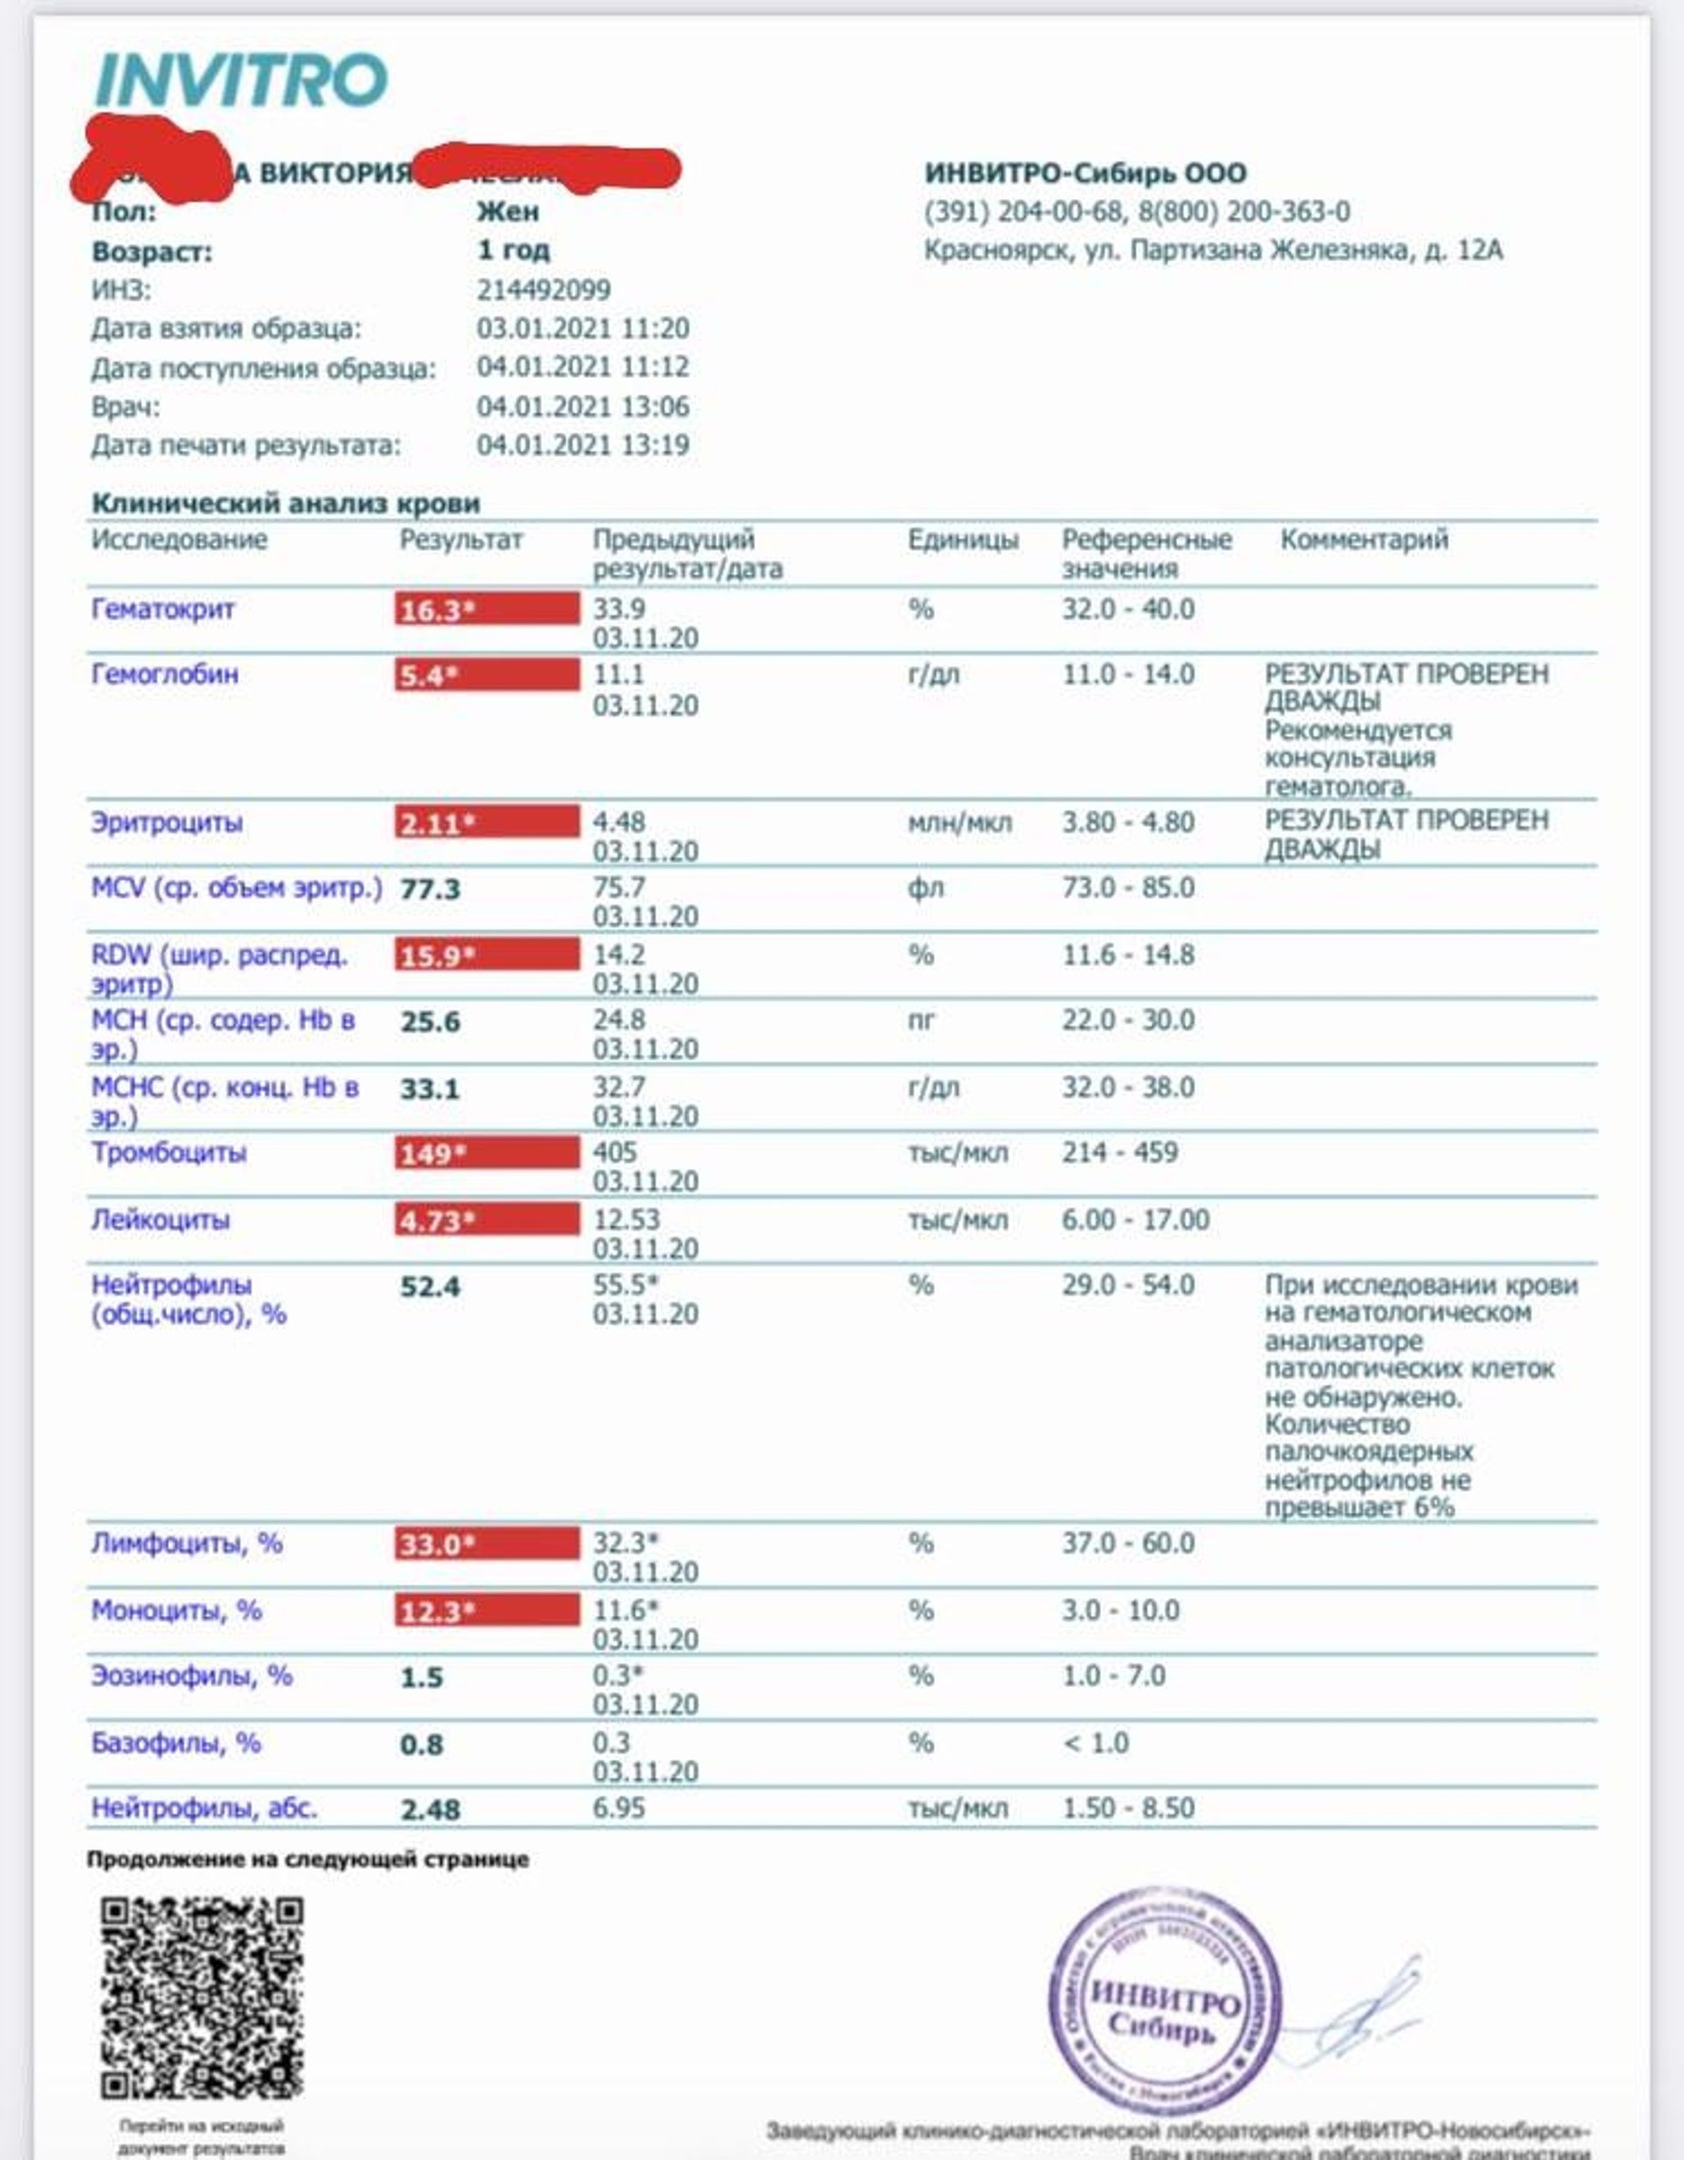 INVITRO
А ВИКТОРИЯ
Пол: Жен
Возраст: 1 год
ИНЗ: 214492099
Дата взятия образца: 03.01.2021 11:20
Дата поступления образца: 04.01.2021 11:12
Врач: 04.01.2021 13:06
Дата печати результата: 04.01.2021 13:19
ИНВИТРО-Сибирь ООО
(391) 204-00-68, 8(800) 200-363-0
Красноярск, ул. Партизана Железняка, д. 12А
Клинический анализ крови
Исследование Результат Предыдущий Единицы Референсные Комментарий
результат/дата значения
Гематокрит 16.3* 33.9 % 32.0 - 40.0
03.11.20
Гемоглобин 5.4* 11.1 г/дл 11.0 - 14.0 РЕЗУЛЬТАТ ПРОВЕРЕН
03.11.20 ДВАЖДЫ
Рекомендуется
консультация
гематолога.
Эритроциты 2.11* 4.48 млн/мкл 3.80 - 4.80 РЕЗУЛЬТАТ ПРОВЕРЕН
03.11.20 ДВАЖДЫ
MCV (ср. объем эритр.) 77.3 75.7 фл 73.0 - 85.0
03.11.20
RDW (шир. распред. 15.9* 14.2 % 11.6 - 14.8
эритр) 03.11.20
MCH (ср. содер. Hb в 25.6 24.8 пг 22.0 - 30.0
эр.) 03.11.20
MCHC (ср. конц. Hb в 33.1 32.7 г/дл 32.0 - 38.0
эр.) 03.11.20
Тромбоциты 149* 405 тыс/мкл 214 - 459
03.11.20
Лейкоциты 4.73* 12.53 тыс/мкл 6.00 - 17.00
03.11.20
Нейтрофилы 52.4 55.5* % 29.0 - 54.0 При исследовании крови
(общ.число), % 03.11.20 на гематологическом
анализаторе
патологических клеток
не обнаружено.
Количество
палочкоядерных
нейтрофилов не
превышает 6%
Лимфоциты, % 33.0* 32.3* % 37.0 - 60.0
03.11.20
Моноциты, % 12.3* 11.6* % 3.0 - 10.0
03.11.20
Эозинофилы, % 1.5 0.3* % 1.0 - 7.0
03.11.20
Базофилы, % 0.8 0.3 % < 1.0
03.11.20
Нейтрофилы, абс. 2.48 6.95 тыс/мкл 1.50 - 8.50
Продолжение на следующей странице
Перейти на исходный
документ результатов
ИНВИТРО
Сибирь
Заведующий клинико-диагностической лабораторией «ИНВИТРО-Новосибирск»-
Врач клинической лабораторной диагностики